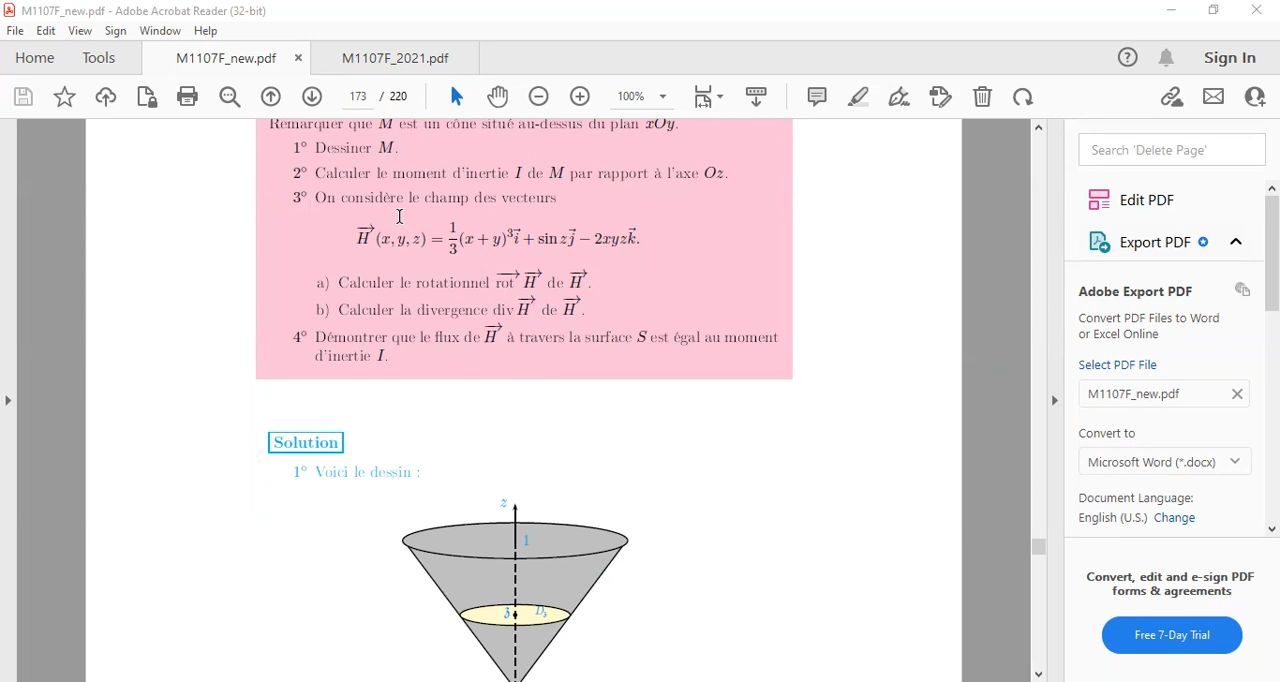 M1107F_new.pdf - Adobe Acrobat Reader (32-bit)
File Edit View Sign Window Help
Home Tools M1107F_new.pdf × M1107F_2021.pdf Sign In
173 / 220 100%
Remarquer que M est un cône situé au-dessus du plan xOy.
1° Dessiner M.
2° Calculer le moment d'inertie I de M par rapport à l'axe Oz.
3° On considère le champ des vecteurs
H⃗(x, y, z) = 1/3 (x + y)³i⃗ + sin zj⃗ − 2xyzk⃗.
a) Calculer le rotationnel rot⃗ H⃗ de H⃗.
b) Calculer la divergence div H⃗ de H⃗.
4° Démontrer que le flux de H⃗ à travers la surface S est égal au moment
d'inertie I.
Solution
1° Voici le dessin :
z
1
𝔷 D𝔷
Search 'Delete Page'
Edit PDF
Export PDF
Adobe Export PDF
Convert PDF Files to Word
or Excel Online
Select PDF File
M1107F_new.pdf
Convert to
Microsoft Word (*.docx)
Document Language:
English (U.S.) Change
Convert, edit and e-sign PDF
forms & agreements
Free 7-Day Trial